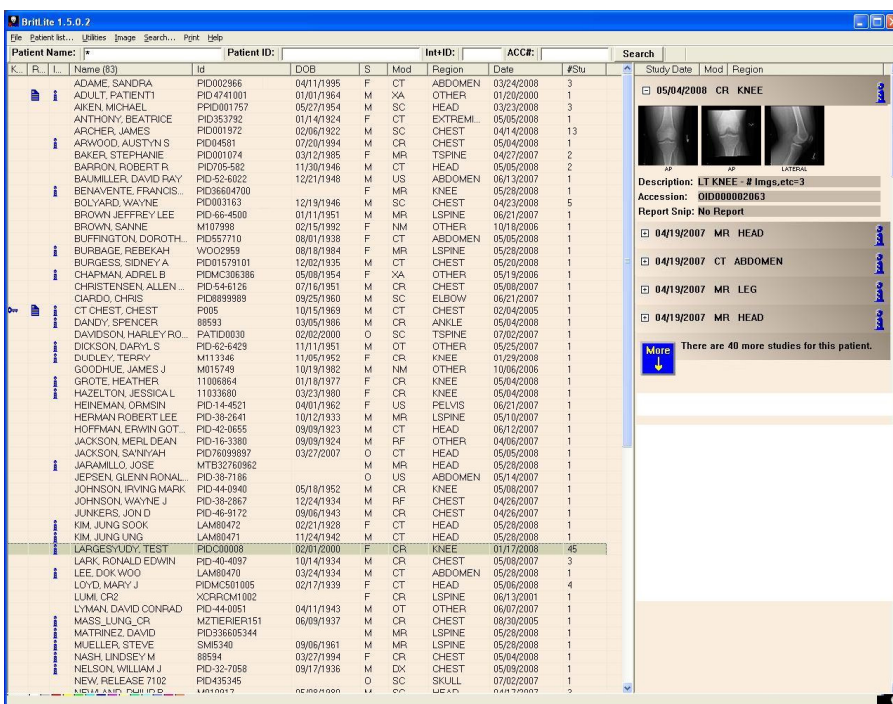 BritLite 1.5.0.2
File Patient list... Utilities Image Search... Print Help
Patient Name: * Patient ID: Int+ID: ACC#: Search
K... R... I... Name (83) Id DOB S Mod Region Date #Stu
ADAME, SANDRA PID002966 04/11/1995 F CT ABDOMEN 03/24/2008 3
ADULT, PATIENT1 PID4741001 01/01/1964 M XA OTHER 01/20/2000 1
AIKEN, MICHAEL PPID001757 05/27/1954 M SC HEAD 03/23/2008 3
ANTHONY, BEATRICE PID353792 01/14/1924 F CT EXTREMI... 05/05/2008 1
ARCHER, JAMES PID001972 02/06/1922 M SC CHEST 04/14/2008 13
ARWOOD, AUSTYN S PID04581 07/20/1994 M CR CHEST 05/04/2008 1
BAKER, STEPHANIE PID001074 03/12/1985 F MR TSPINE 04/27/2007 2
BARRON, ROBERT R PID705-582 11/30/1946 M CT HEAD 05/05/2008 2
BAUMILLER, DAVID RAY PID-52-6022 12/21/1948 M US ABDOMEN 06/13/2007 1
BENAVENTE, FRANCIS... PID36604700 F MR KNEE 05/28/2008 1
BOLYARD, WAYNE PID003163 12/19/1946 M SC CHEST 04/23/2008 5
BROWN JEFFREY LEE PID-66-4500 01/11/1951 M MR LSPINE 06/21/2007 1
BROWN, SANNE M107998 02/15/1992 F NM OTHER 10/18/2006 1
BUFFINGTON, DOROTH... PID557710 08/01/1938 F CT ABDOMEN 05/05/2008 1
BURBAGE, REBEKAH WOO2959 08/18/1984 F MR LSPINE 05/28/2008 1
BURGESS, SIDNEY A PID01579101 12/02/1935 M CT CHEST 05/20/2008 1
CHAPMAN, ADREL B PIDMC306386 05/08/1954 F XA OTHER 05/19/2006 1
CHRISTENSEN, ALLEN ... PID-54-6126 07/16/1951 M CR CHEST 05/08/2007 1
CIARDO, CHRIS PID8899989 09/25/1960 M SC ELBOW 06/21/2007 1
CT CHEST, CHEST P005 10/15/1969 M CT CHEST 02/04/2005 1
DANDY, SPENCER 88593 03/05/1986 M CR ANKLE 05/04/2008 1
DAVIDSON, HARLEY RO... PATID0030 02/02/2000 O SC TSPINE 07/02/2007 1
DICKSON, DARYL S PID-62-6429 11/11/1951 M OT OTHER 05/25/2007 1
DUDLEY, TERRY M113346 11/05/1952 F CR KNEE 01/29/2008 1
GOODHUE, JAMES J M015749 10/19/1982 M NM OTHER 10/06/2006 1
GROTE, HEATHER 11006864 01/18/1977 F CR KNEE 05/04/2008 1
HAZELTON, JESSICA L 11033680 03/23/1980 F CR KNEE 05/04/2008 1
HEINEMAN, ORMSIN PID-14-4521 04/01/1962 F US PELVIS 06/21/2007 1
HERMAN ROBERT LEE PID-38-2641 10/12/1933 M MR LSPINE 05/10/2007 1
HOFFMAN, ERWIN GOT... PID-42-0655 09/09/1923 M CT HEAD 06/12/2007 1
JACKSON, MERL DEAN PID-16-3380 09/09/1924 M RF OTHER 04/06/2007 1
JACKSON, SA'NIYAH PID76099897 03/27/2007 O CT HEAD 05/05/2008 1
JARAMILLO, JOSE MTB32760962 M MR HEAD 05/28/2008 1
JEPSEN, GLENN RONAL... PID-38-7186 O US ABDOMEN 05/14/2007 1
JOHNSON, IRVING MARK PID-44-0940 05/18/1952 M CR KNEE 05/08/2007 1
JOHNSON, WAYNE J PID-38-2867 12/24/1934 M RF CHEST 04/26/2007 1
JUNKERS, JON D PID-46-9172 09/06/1943 M CR CHEST 04/26/2007 1
KIM, JUNG SOOK LAM80472 02/21/1928 F CT HEAD 05/28/2008 1
KIM, JUNG UNG LAM80471 11/24/1942 M CT HEAD 05/28/2008 1
LARGESYUDY, TEST PIDC00008 02/01/2000 F CR KNEE 01/17/2008 45
LARK, RONALD EDWIN PID-40-4097 10/14/1934 M CR CHEST 05/08/2007 3
LEE, DOK WOO LAM80470 03/24/1934 M CT ABDOMEN 05/28/2008 1
LOYD, MARY J PIDMC501005 02/17/1939 F CT HEAD 05/06/2008 4
LUMI, CR2 XCRRCM1002 F CR LSPINE 06/13/2001 1
LYMAN, DAVID CONRAD PID-44-0051 04/11/1943 M OT OTHER 06/07/2007 1
MASS_LUNG_CR MZTIERIER151 06/09/1937 M CR CHEST 08/30/2005 1
MATRINEZ, DAVID PID336605344 M MR LSPINE 05/28/2008 1
MUELLER, STEVE SMI5340 09/06/1961 M MR LSPINE 05/28/2008 1
NASH, LINDSEY M 88594 03/27/1994 F CR CHEST 05/04/2008 1
NELSON, WILLIAM J PID-32-7058 09/17/1936 M DX CHEST 05/09/2008 1
NEW, RELEASE 7102 PID435345 O SC SKULL 07/02/2007 1
Study Date Mod Region
05/04/2008 CR KNEE
AP AP LATERAL
Description: LT KNEE - # Imgs,etc=3
Accession: OID000002063
Report Snip: No Report
04/19/2007 MR HEAD
04/19/2007 CT ABDOMEN
04/19/2007 MR LEG
04/19/2007 MR HEAD
More There are 40 more studies for this patient.